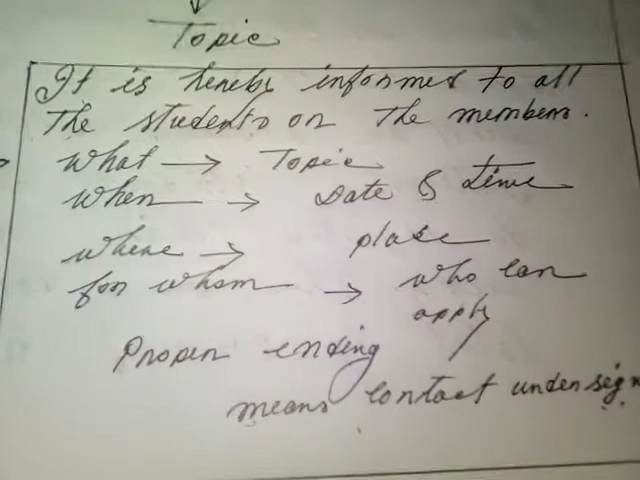 Topic
It is hereby informed to all
the students or the members.
what → Topic
when → Date & time
where → place
for whom → who can
apply
Proper ending
means contact undersign